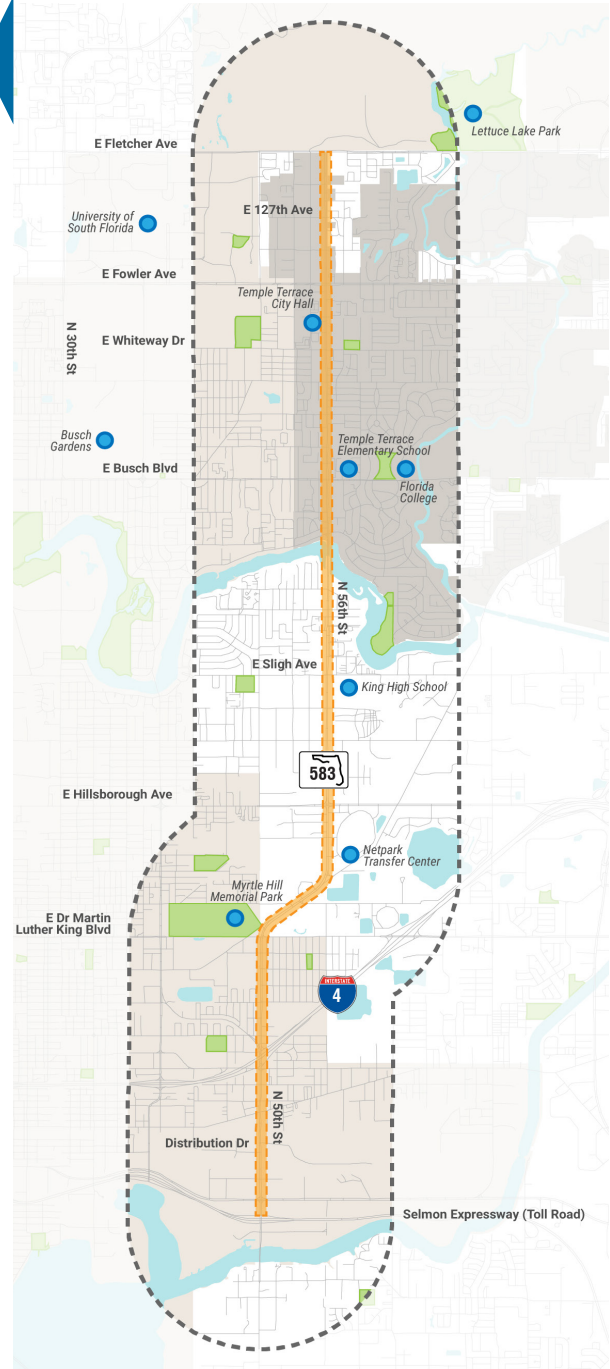 Lettuce Lake Park
E Fletcher Ave
E 127th Ave
University of
South Florida
E Fowler Ave
Temple Terrace
City Hall
N 30th St
E Whiteway Dr
Busch
Gardens
Temple Terrace
Elementary School
E Busch Blvd
Florida
College
N 56th St
E Sligh Ave
King High School
583
E Hillsborough Ave
Netpark
Transfer Center
Myrtle Hill
Memorial Park
E Dr Martin
Luther King Blvd
INTERSTATE
4
N 50th St
Distribution Dr
Selmon Expressway (Toll Road)